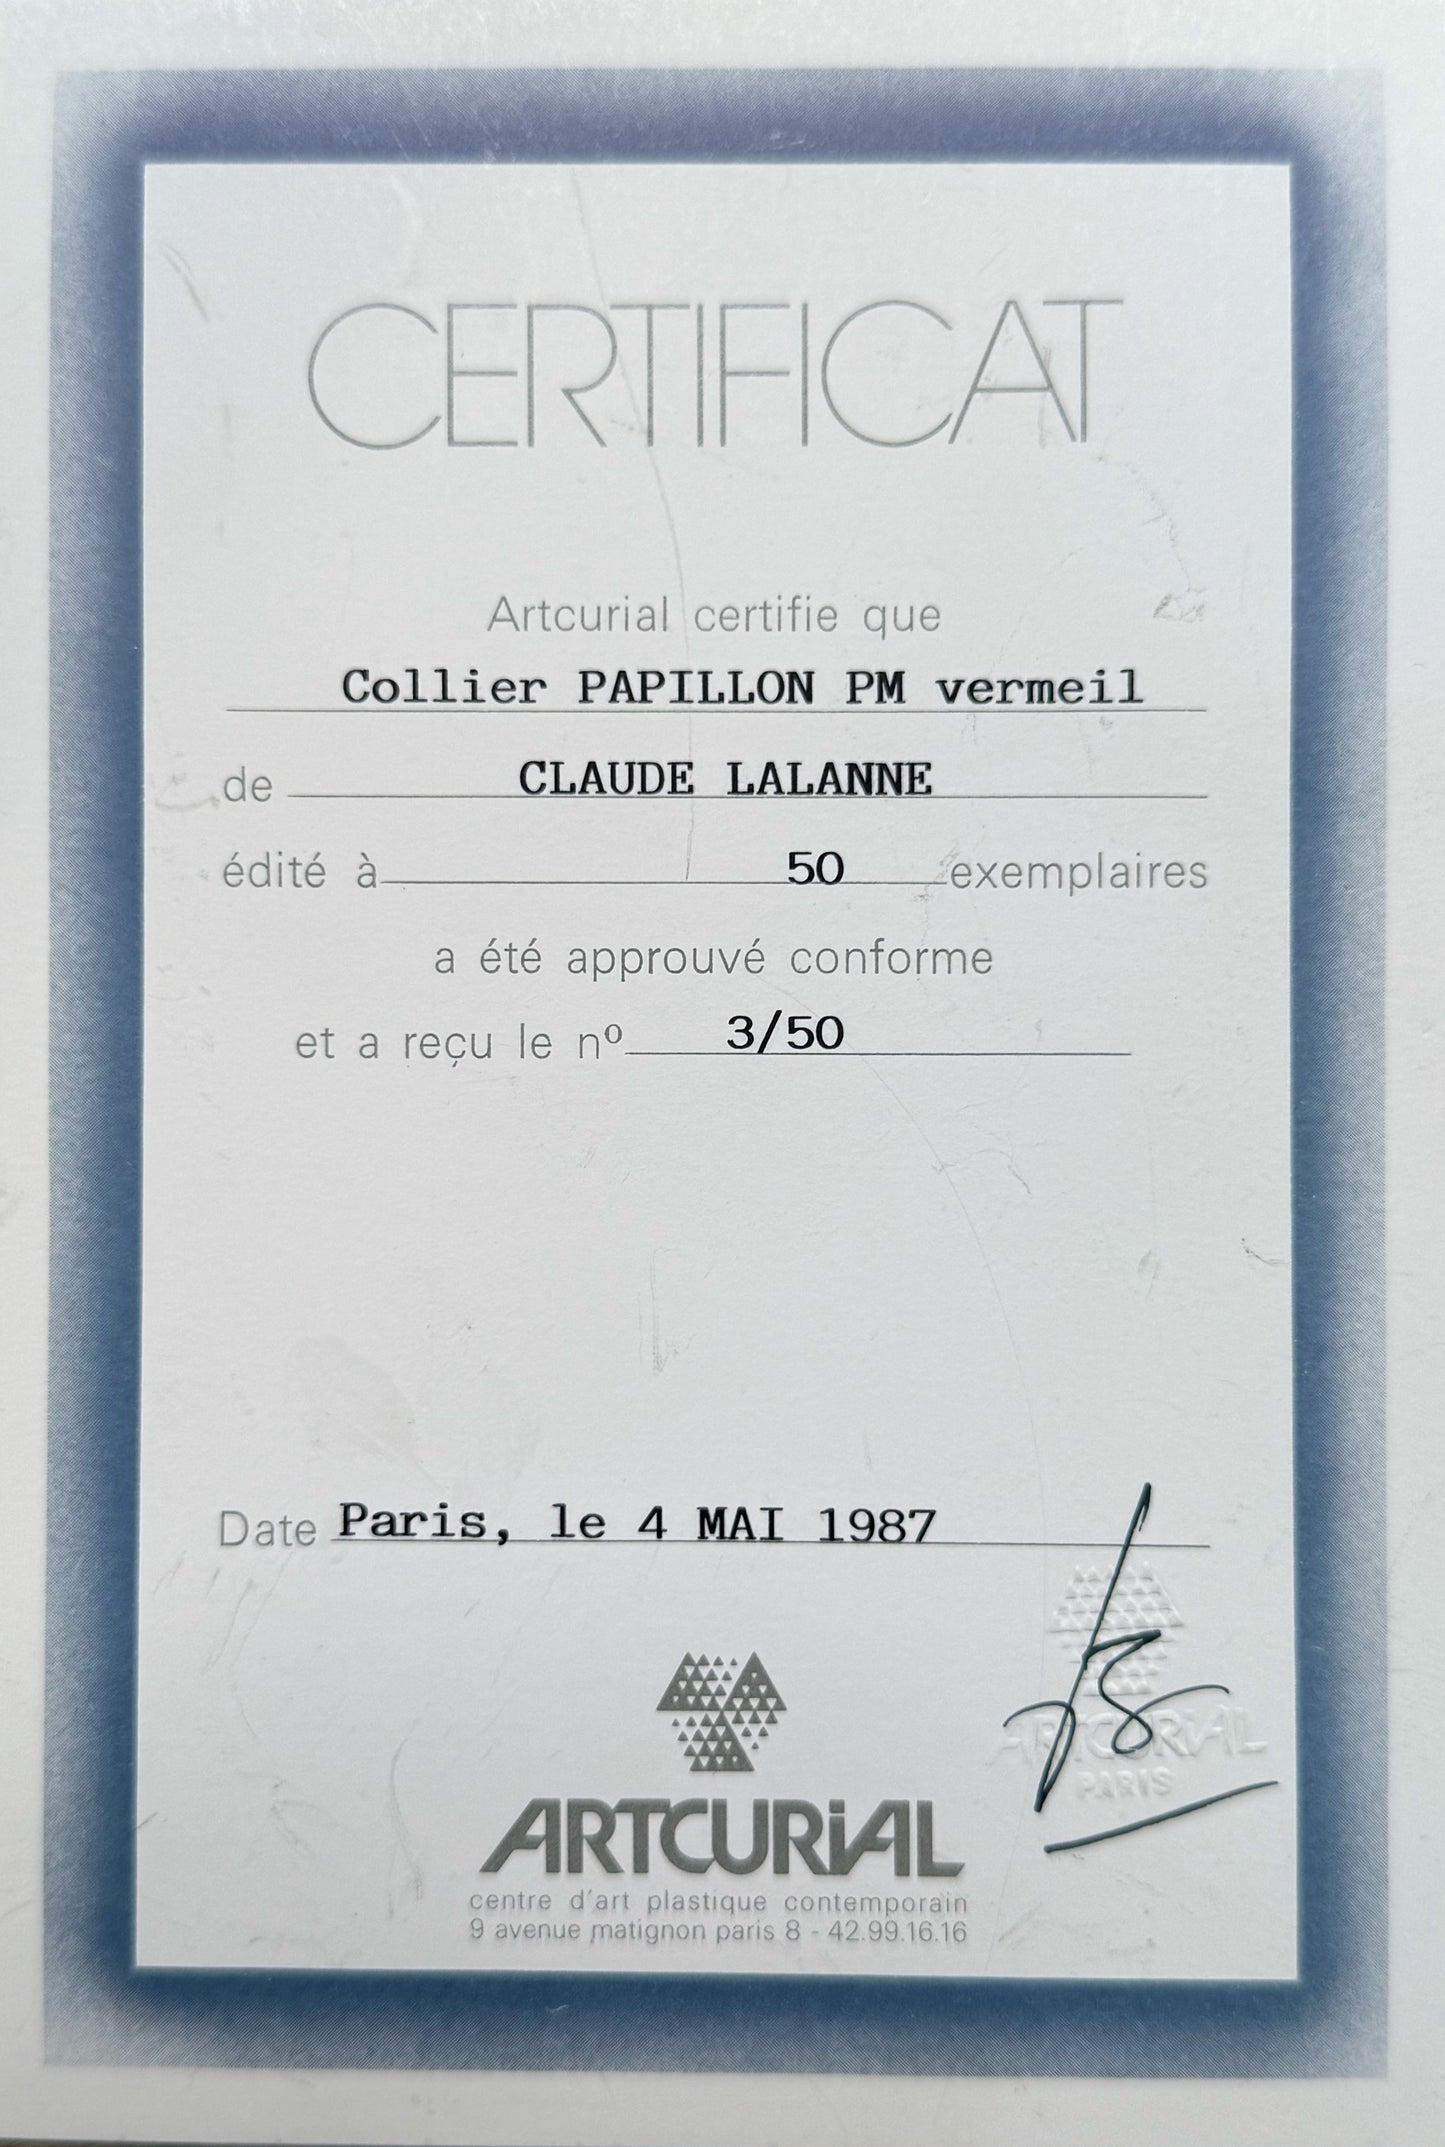 CERTIFICAT
Artcurial certifie que
Collier PAPILLON PM vermeil
de CLAUDE LALANNE
édité à 50 exemplaires
a été approuvé conforme
et a reçu le nº 3/50
Date Paris, le 4 MAI 1987
ARTCURIAL
PARIS
ARTCURiAL
centre d'art plastique contemporain
9 avenue matignon paris 8 - 42.99.16.16